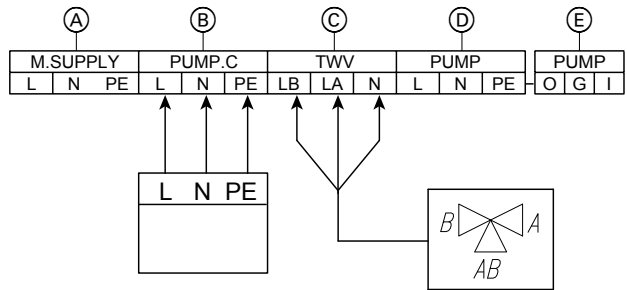 A B C D E
M.SUPPLY PUMP.C TWV PUMP PUMP
L N PE L N PE LB LA N L N PE O G I
L N PE
B A
AB